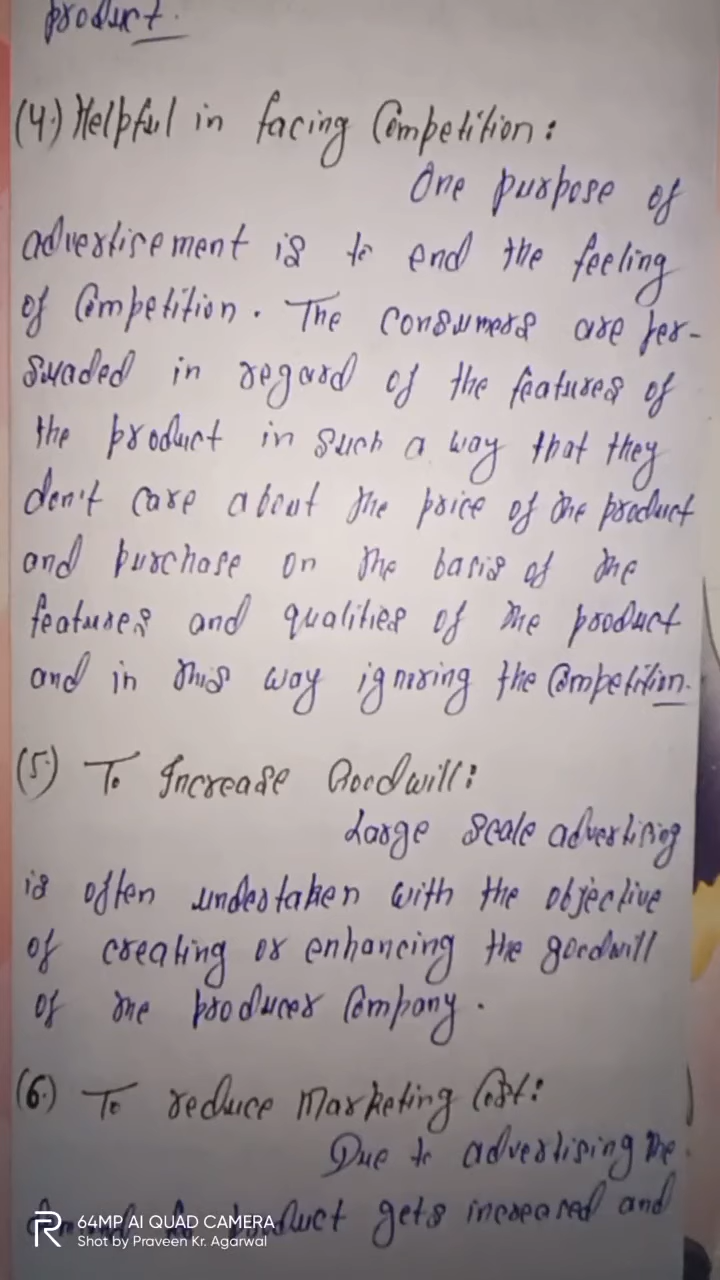 product.
(4.) Helpful in facing Competition:
One purpose of
advertisement is to end the feeling
of Competition. The consumers are per-
suaded in regard of the features of
the product in such a way that they
don't care about the price of the product
and purchase on the basis of the
features and qualities of the product
and in this way ignoring the Competition.
(5.) To Increase Goodwill:
Large scale advertising
is often undertaken with the objective
of creating or enhancing the goodwill
of the producer Company.
(6.) To reduce Marketing Cost:
Due to advertising the
product gets increased and
64MP AI QUAD CAMERA
Shot by Praveen Kr. Agarwal